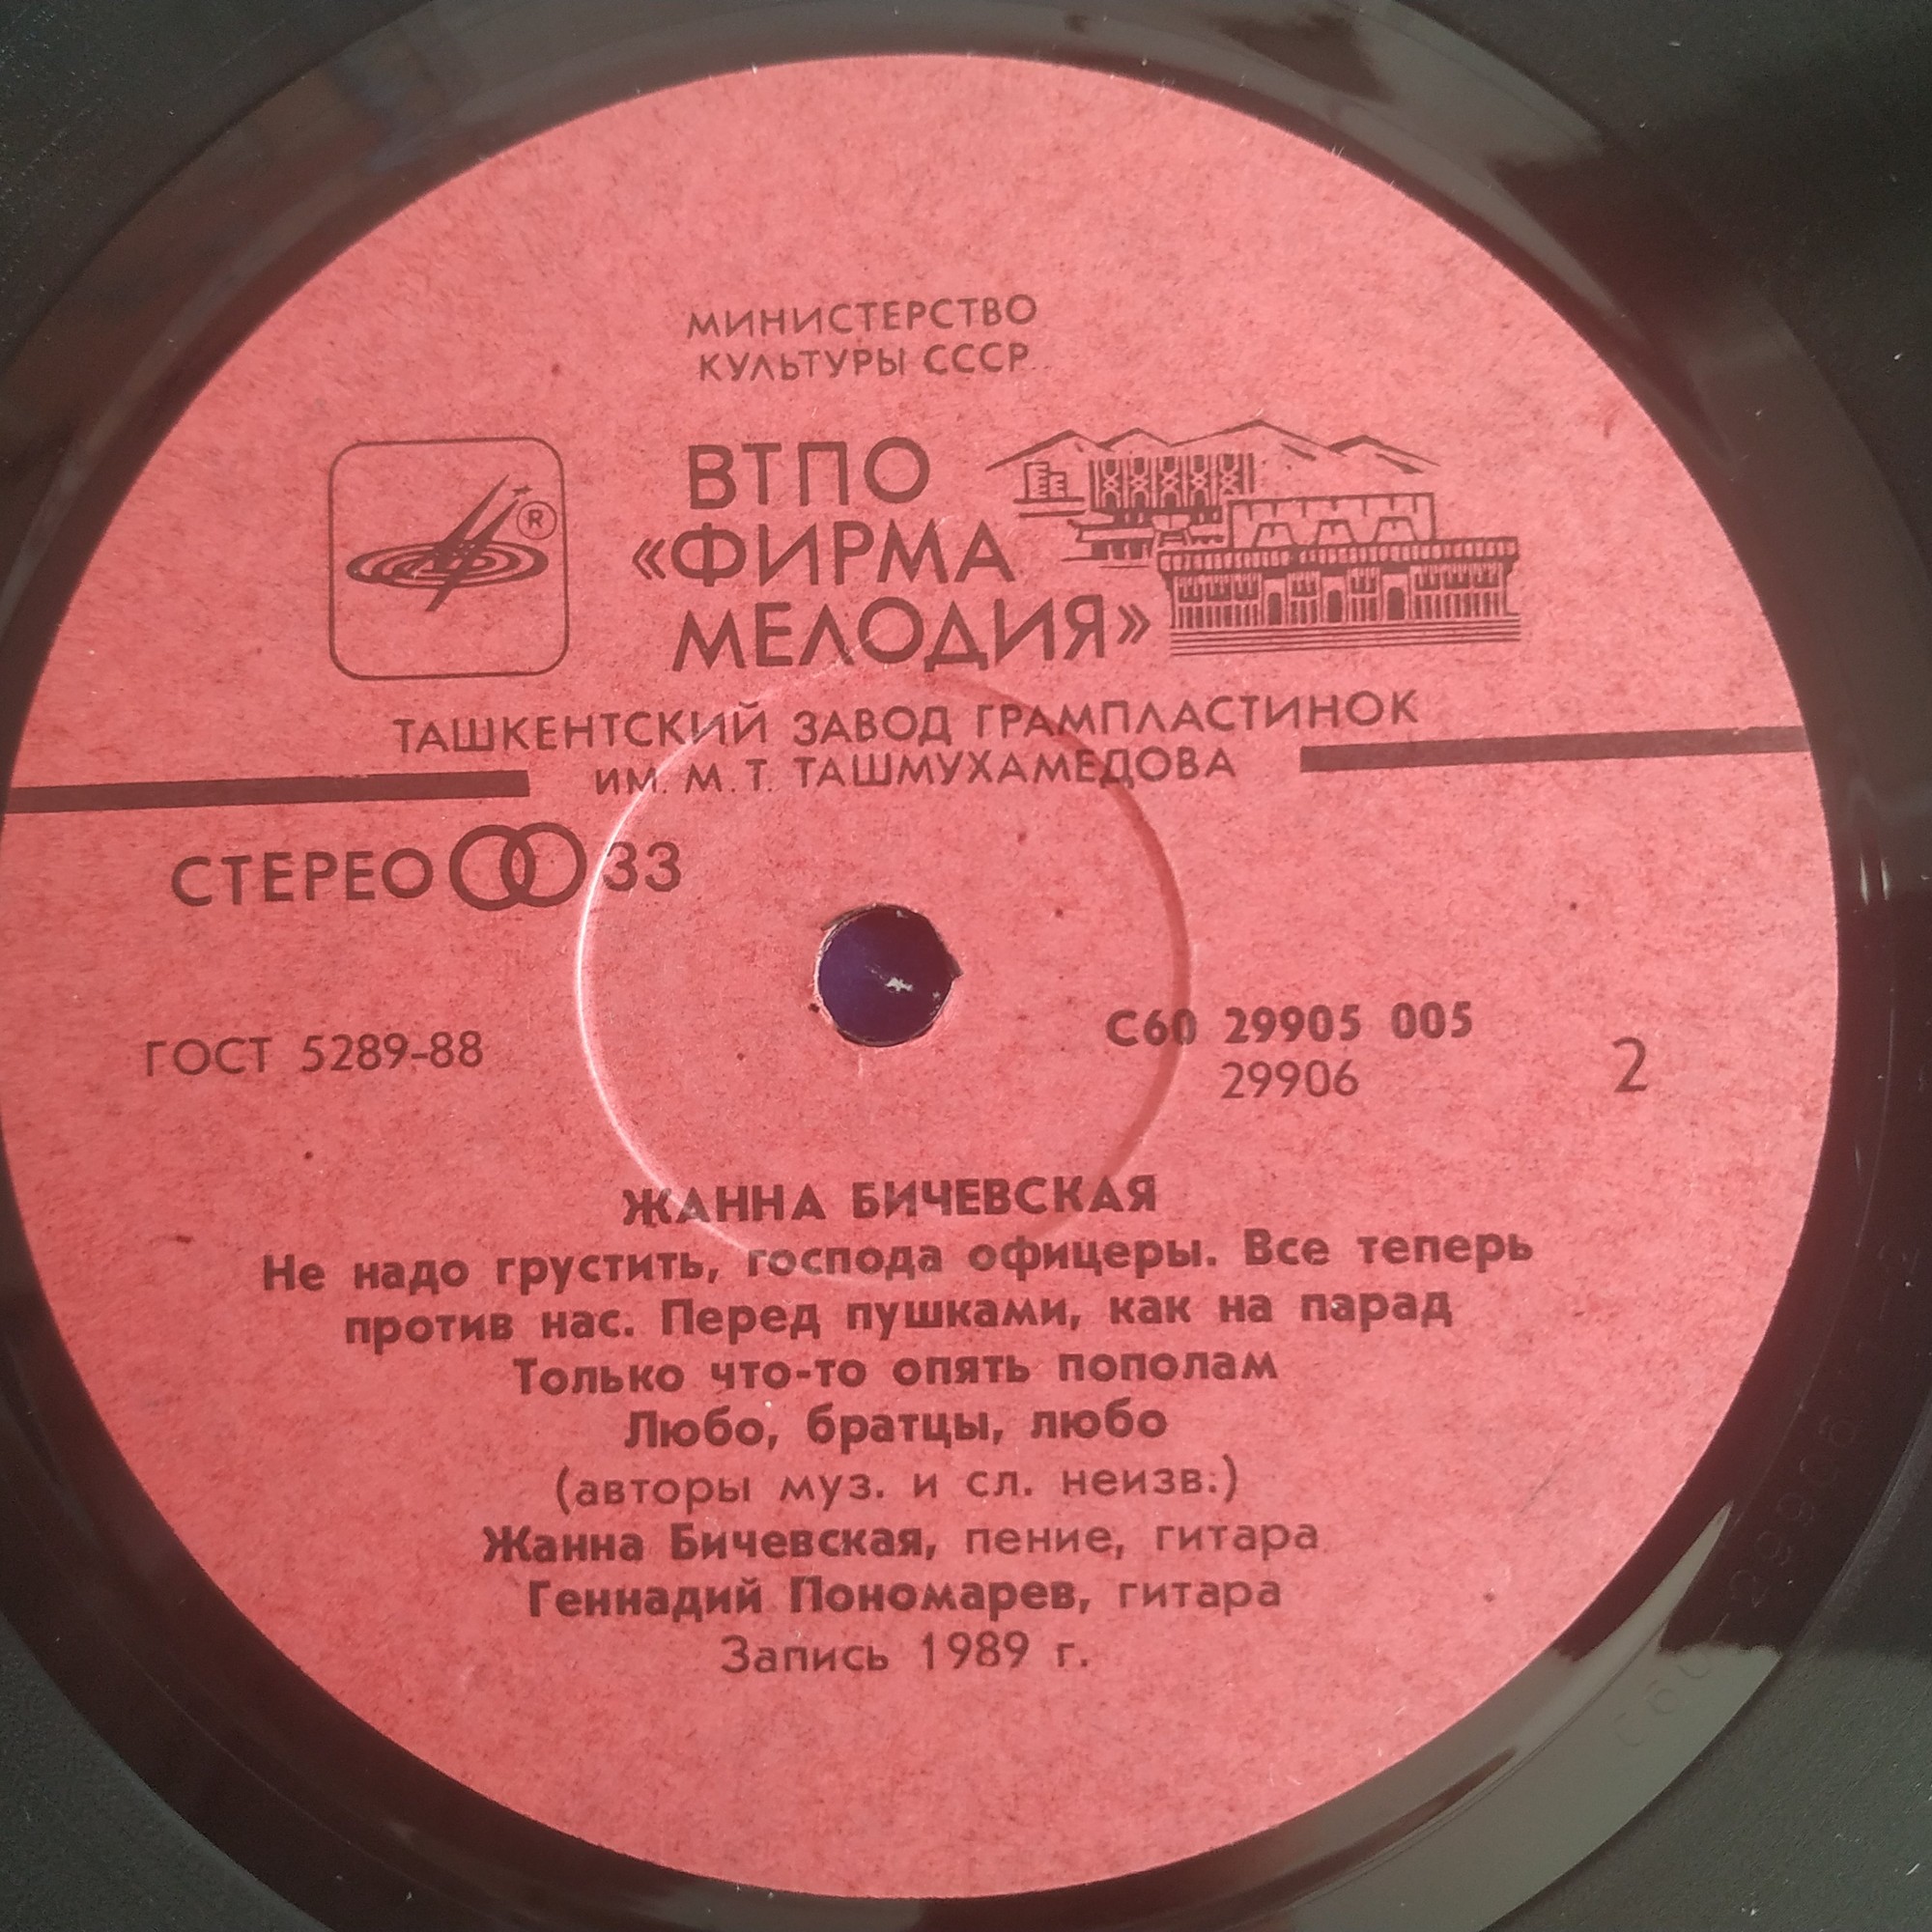 МИНИСТЕРСТВО
КУЛЬТУРЫ СССР
ВТПО
«ФИРМА
МЕЛОДИЯ»
®
ТАШКЕНТСКИЙ ЗАВОД ГРАМПЛАСТИНОК
ИМ. М. Т. ТАШМУХАМЕДОВА
СТЕРЕО 33
ГОСТ 5289-88
С60 29905 005
29906
2
ЖАННА БИЧЕВСКАЯ
Не надо грустить, господа офицеры. Все теперь
против нас. Перед пушками, как на парад
Только что-то опять пополам
Любо, братцы, любо
(авторы муз. и сл. неизв.)
Жанна Бичевская, пение, гитара
Геннадий Пономарев, гитара
Запись 1989 г.